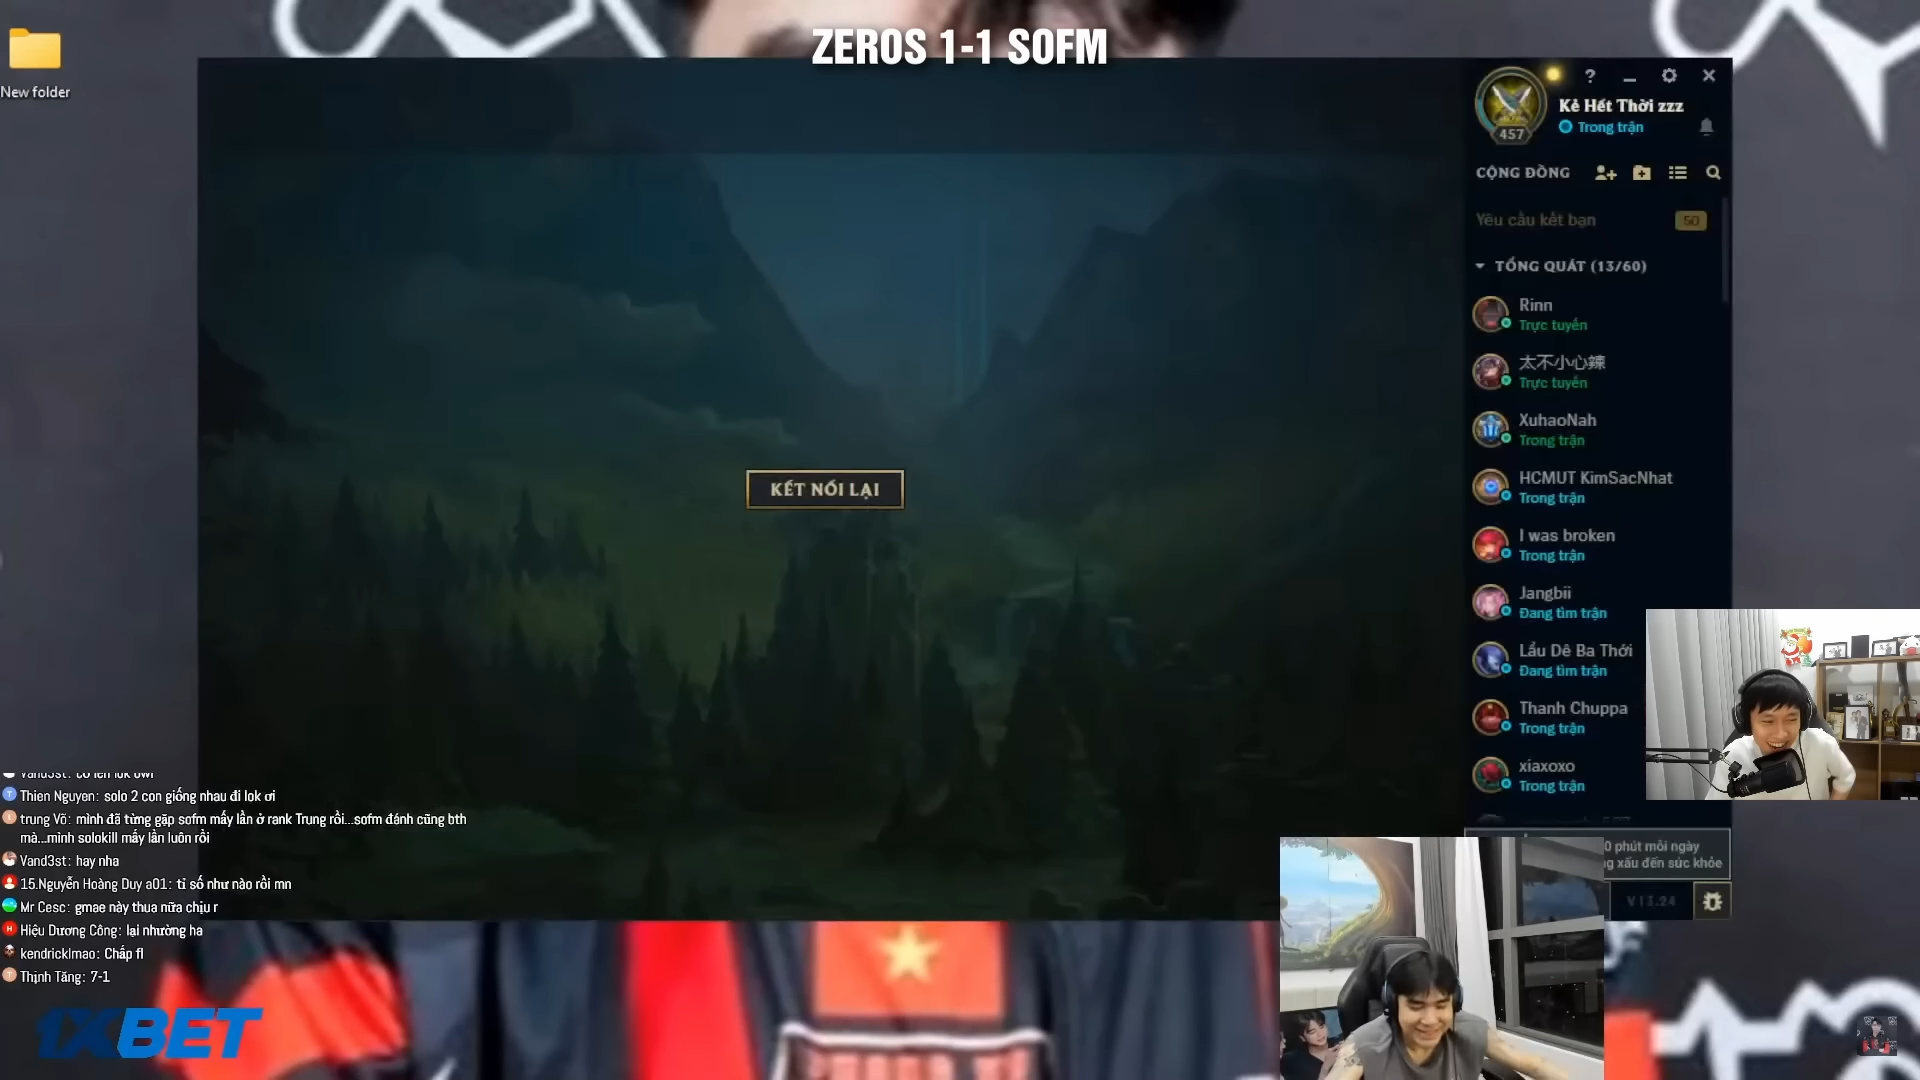 ZEROS 1-1 SOFM
New folder
?
Kẻ Hết Thời zzz
457
Trong trận
CỘNG ĐỒNG
Yêu cầu kết bạn
50
TỔNG QUÁT (13/60)
Rinn
Trực tuyến
太不小心辣
Trực tuyến
XuhaoNah
Trong trận
HCMUT KimSacNhat
Trong trận
I was broken
Trong trận
Jangbii
Đang tìm trận
Lẩu Dê Ba Thới
Đang tìm trận
Thanh Chuppa
Trong trận
xiaxoxo
Trong trận
0 phút mỗi ngày
g xấu đến sức khỏe
V13.24
KẾT NỐI LẠI
Thien Nguyen: solo 2 con giống nhau đi lok ơi
trung Võ: mình đã từng gặp sofm mấy lần ở rank Trung rồi...sofm đánh cũng bth
mà...mình solokill mấy lần luôn rồi
Vand3st: hay nha
15.Nguyễn Hoàng Duy a01: tỉ số như nào rồi mn
Mr Cesc: gmae này thua nữa chịu r
Hiệu Dương Công: lại nhường ha
kendricklmao: Chấp fl
Thịnh Tăng: 7-1
1XBET